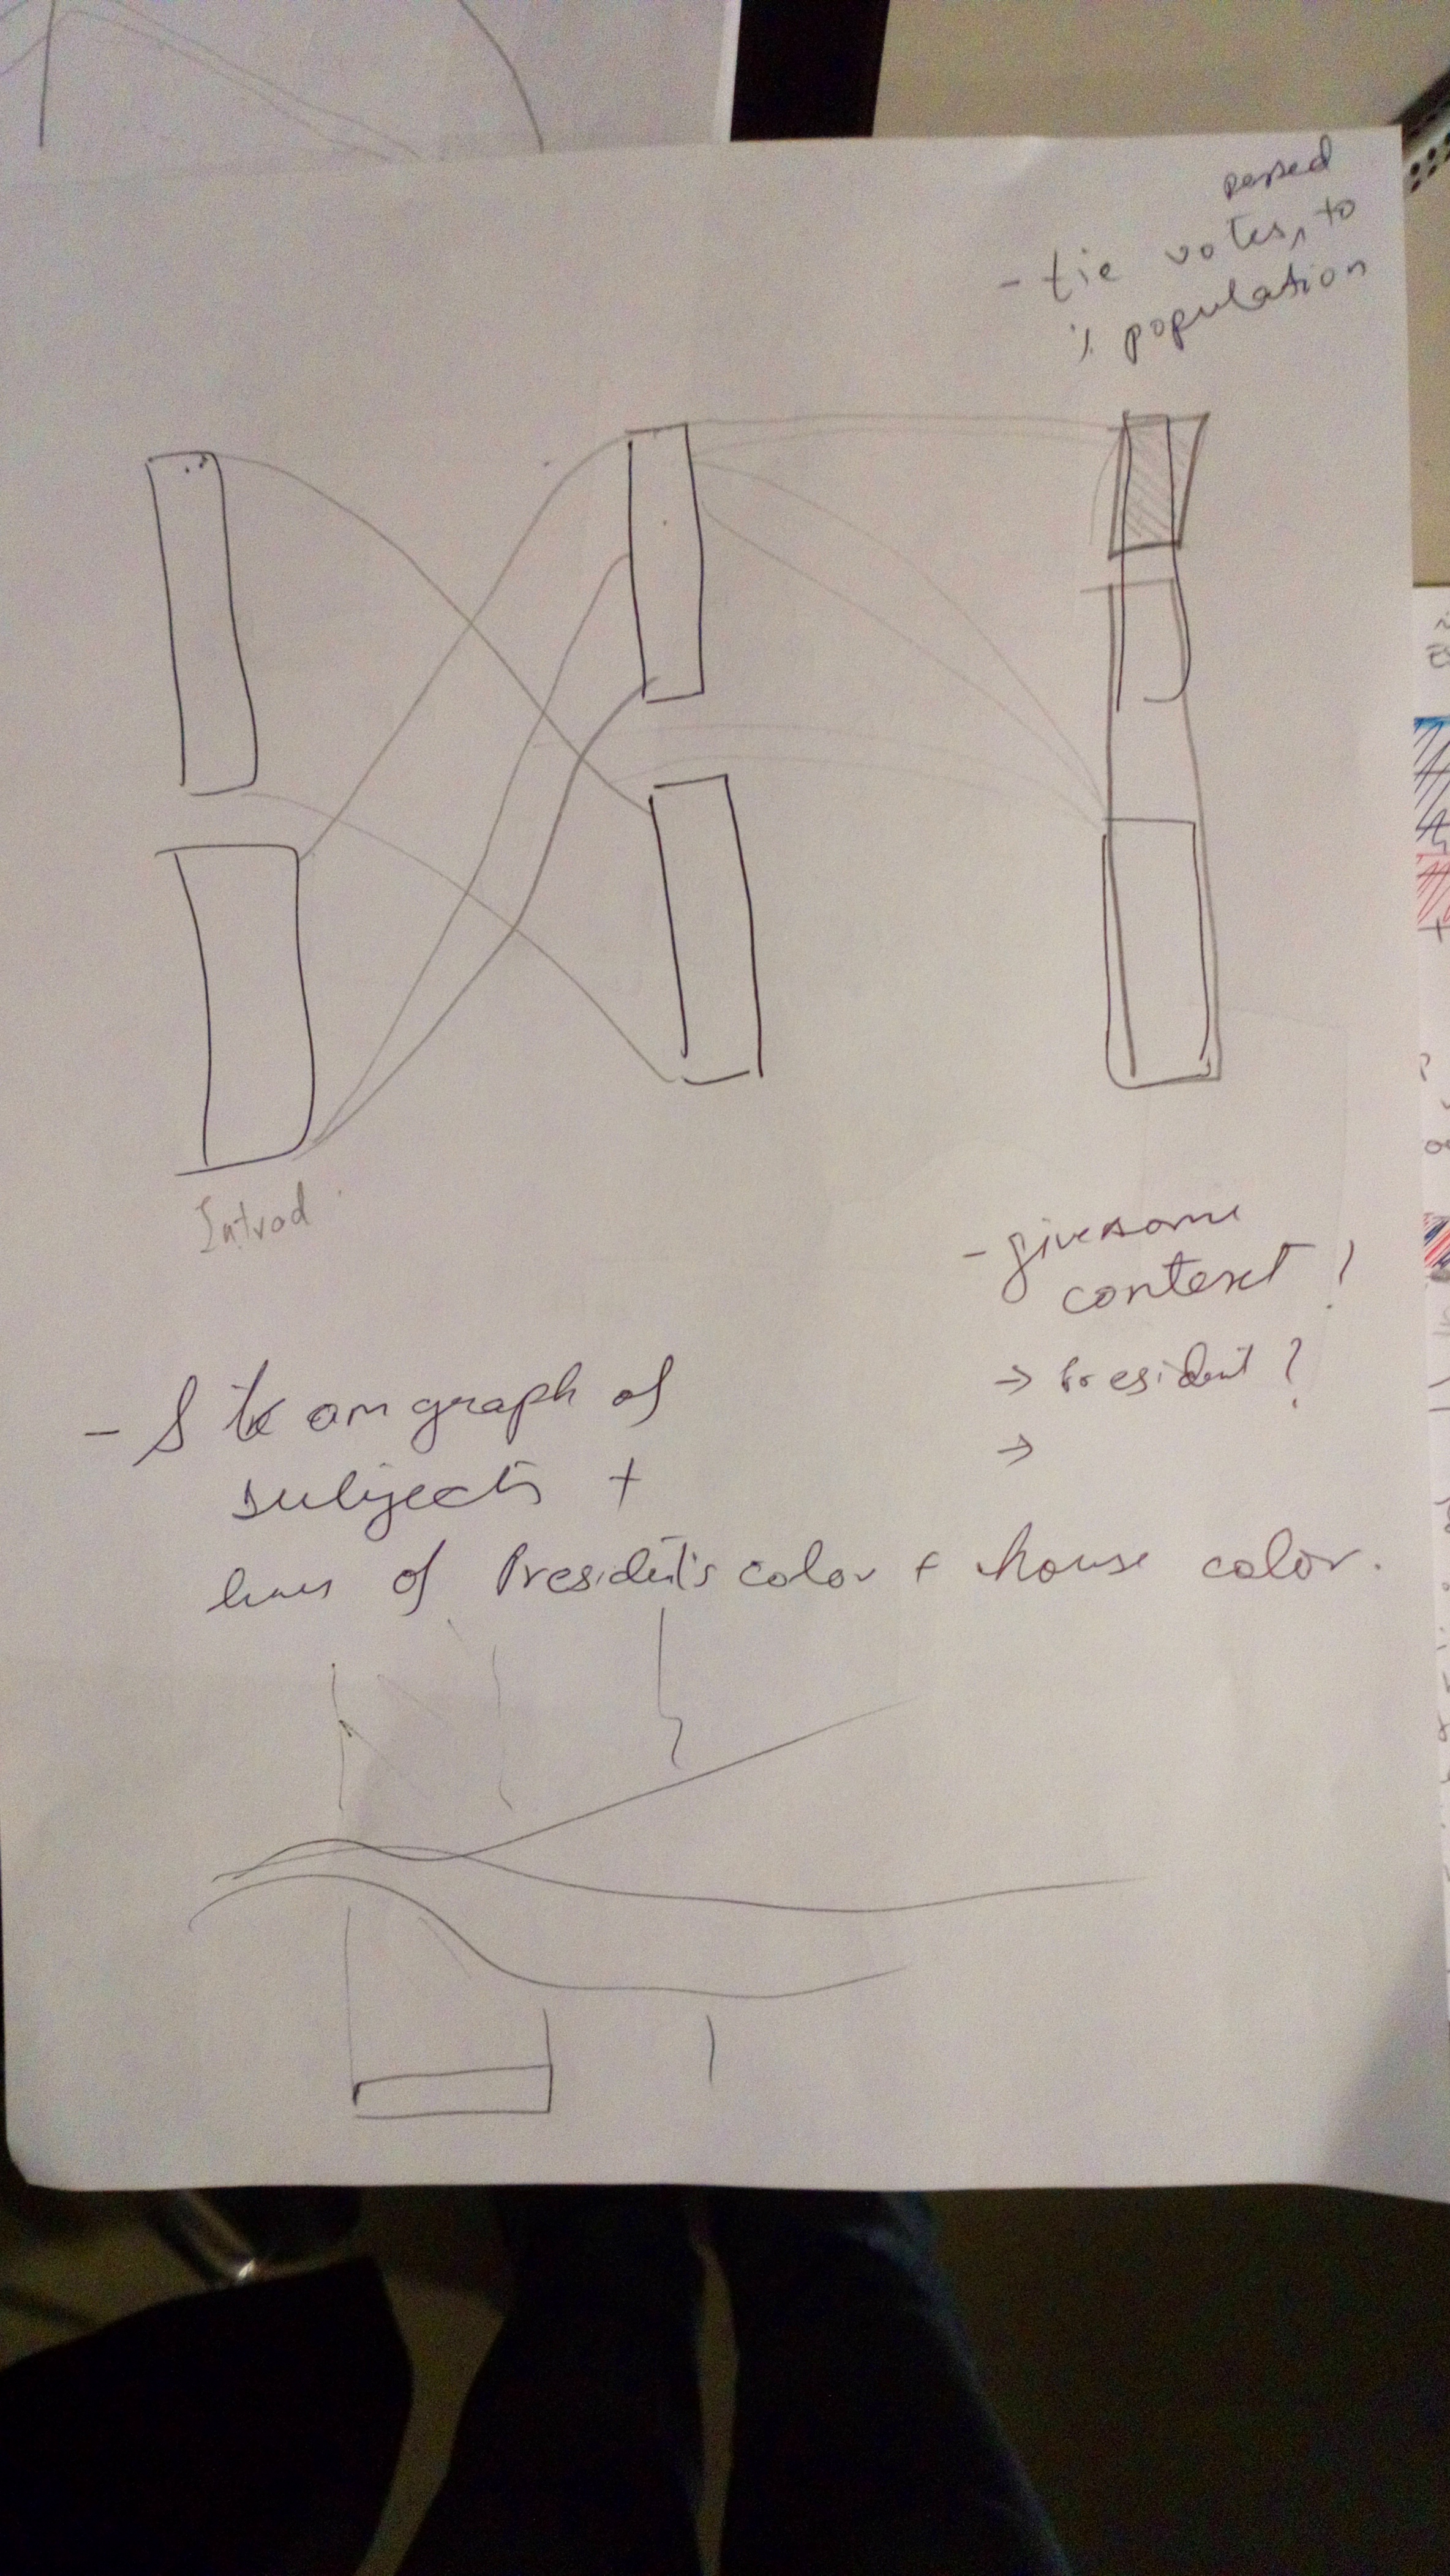 passed
- tie votes, to
% population
Introd
- give some
context !
→ President ?
→
- Steam graph of
subjects +
lines of President's color + house color.